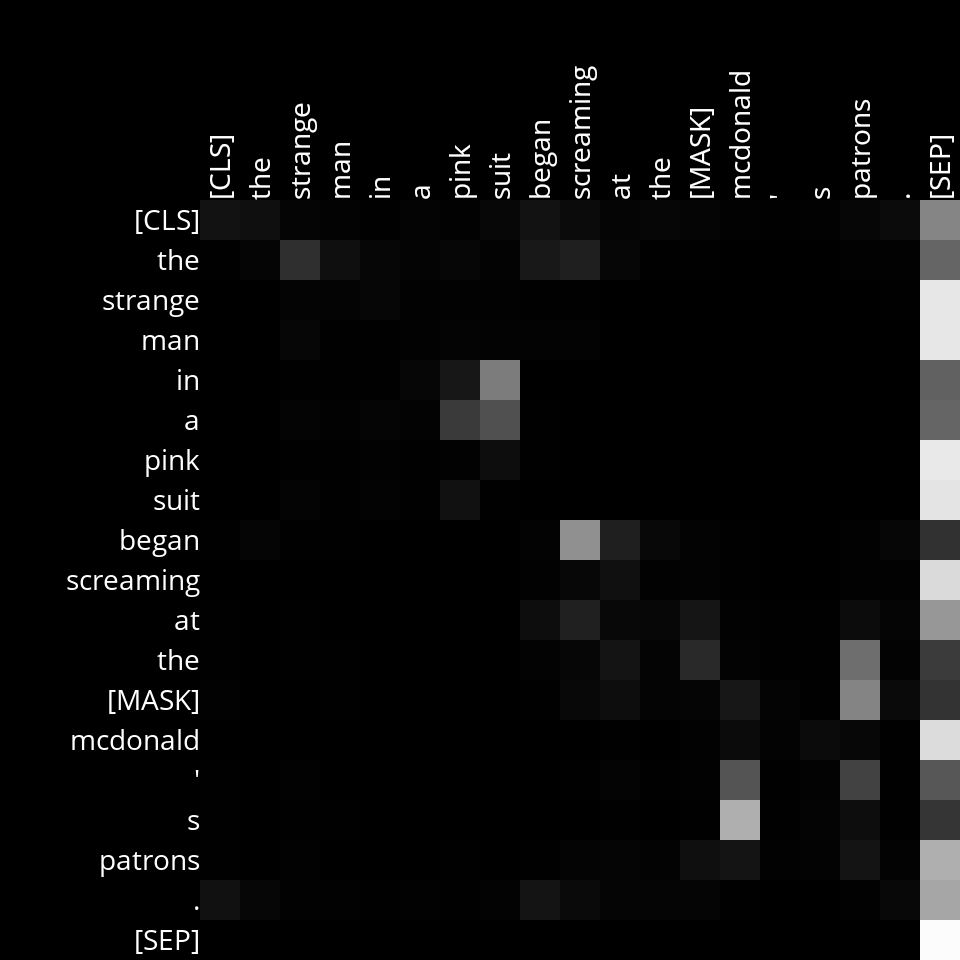 [CLS] the strange man in a pink suit began screaming at the [MASK] mcdonald ' s patrons . [SEP]
[CLS]
the
strange
man
in
a
pink
suit
began
screaming
at
the
[MASK]
mcdonald
'
s
patrons
.
[SEP]